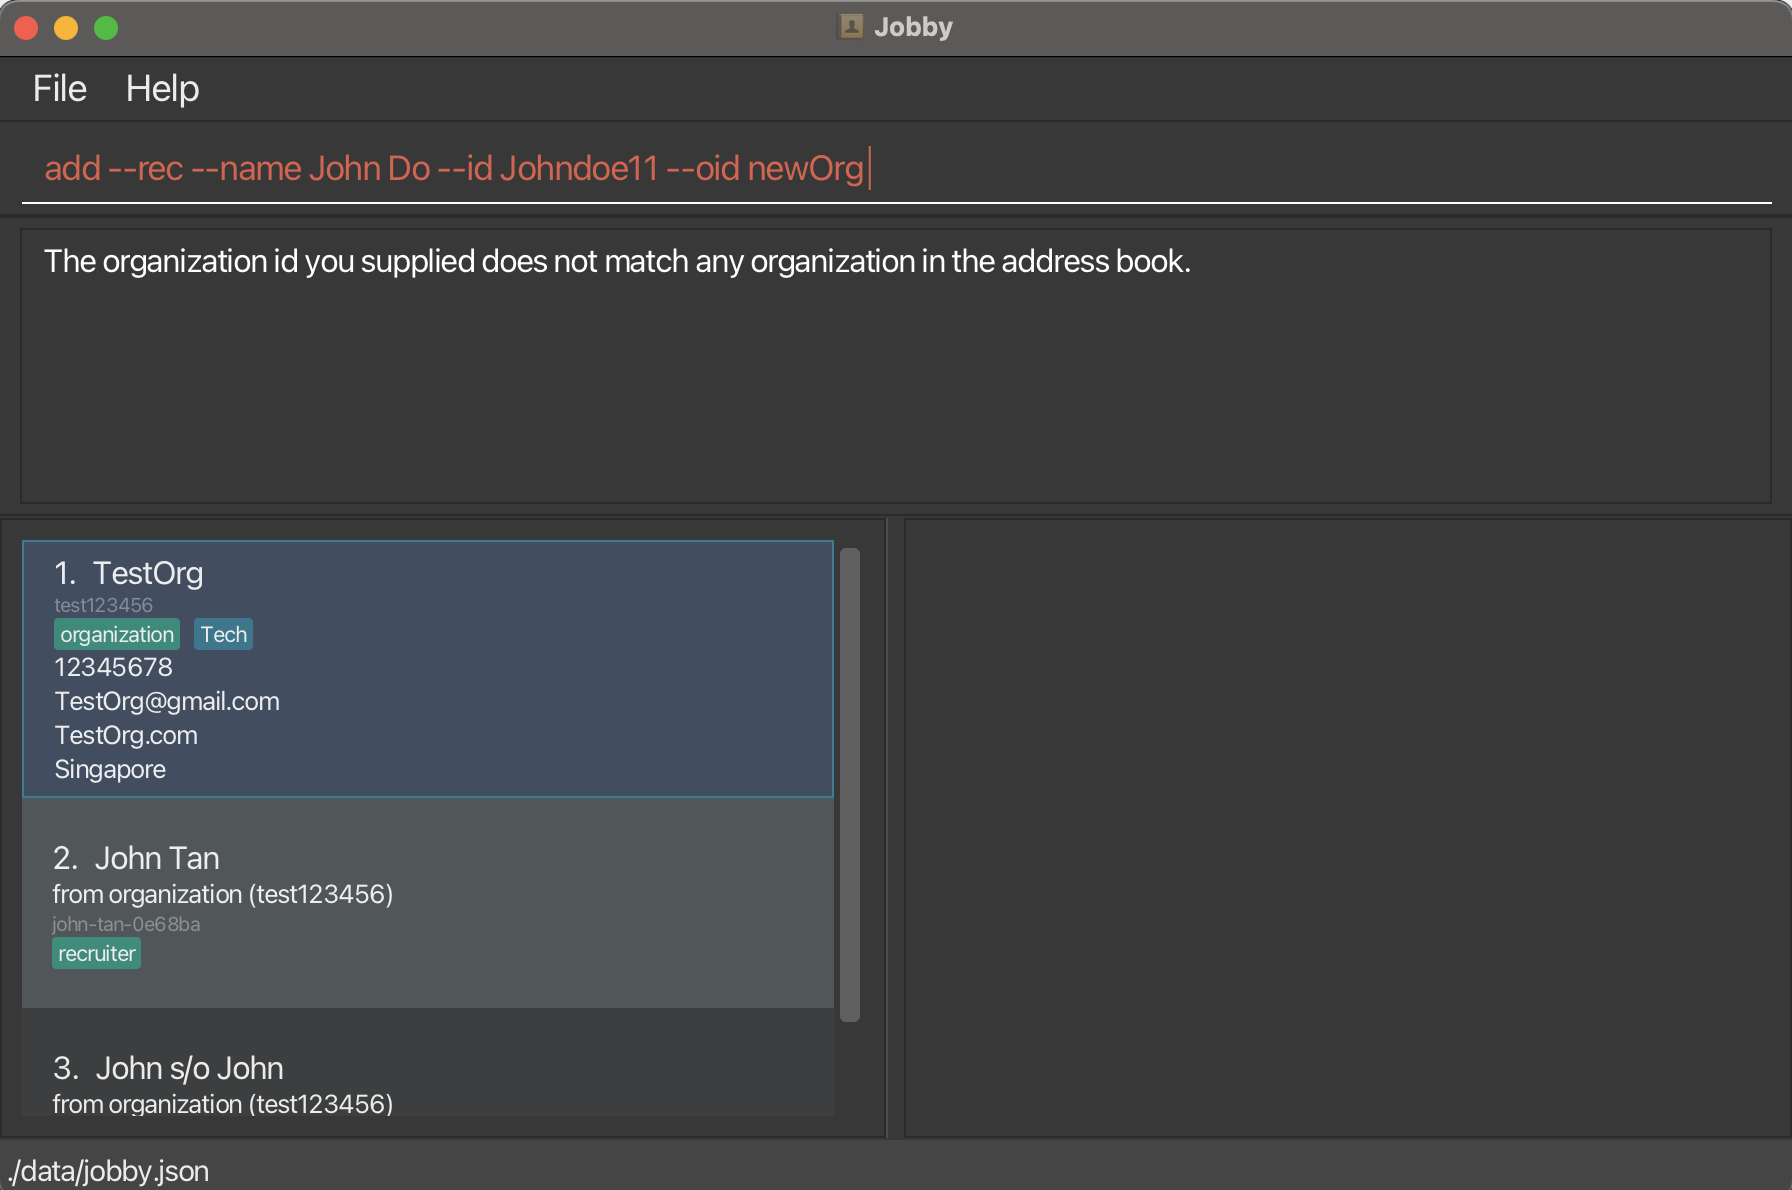 Jobby
File Help
add --rec --name John Do --id Johndoe11 --oid newOrg
The organization id you supplied does not match any organization in the address book.
1. TestOrg
test123456
organization Tech
12345678
TestOrg@gmail.com
TestOrg.com
Singapore
2. John Tan
from organization (test123456)
john-tan-0e68ba
recruiter
3. John s/o John
from organization (test123456)
./data/jobby.json